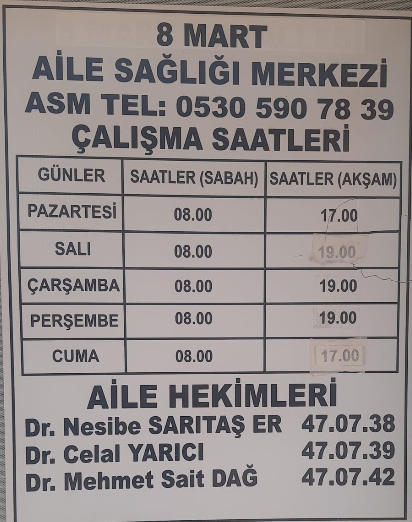 8 MART
AİLE SAĞLIĞI MERKEZİ
ASM TEL: 0530 590 78 39
ÇALIŞMA SAATLERİ
GÜNLER SAATLER (SABAH) SAATLER (AKŞAM)
PAZARTESİ 08.00 17.00
SALI 08.00 19.00
ÇARŞAMBA 08.00 19.00
PERŞEMBE 08.00 19.00
CUMA 08.00 17.00
AİLE HEKİMLERİ
Dr. Nesibe SARITAŞ ER 47.07.38
Dr. Celal YARICI 47.07.39
Dr. Mehmet Sait DAĞ 47.07.42